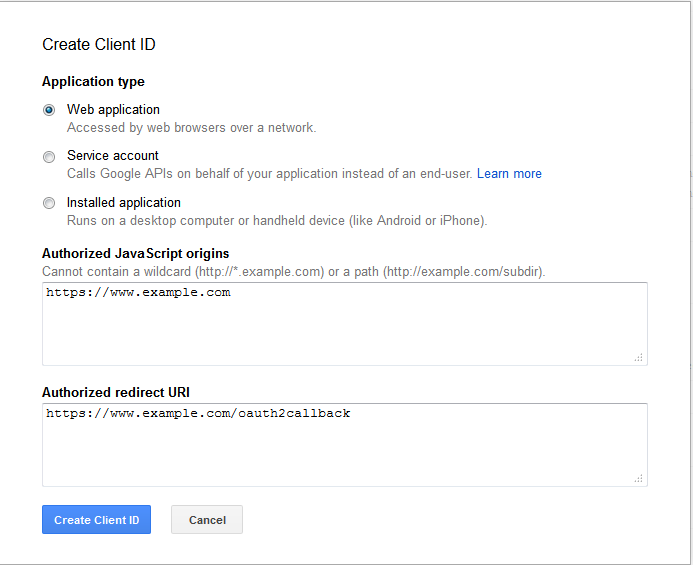 Create Client ID
Application type
Web application
Accessed by web browsers over a network.
Service account
Calls Google APIs on behalf of your application instead of an end-user. Learn more
Installed application
Runs on a desktop computer or handheld device (like Android or iPhone).
Authorized JavaScript origins
Cannot contain a wildcard (http://*.example.com) or a path (http://example.com/subdir).
https://www.example.com
Authorized redirect URI
https://www.example.com/oauth2callback
Create Client ID Cancel